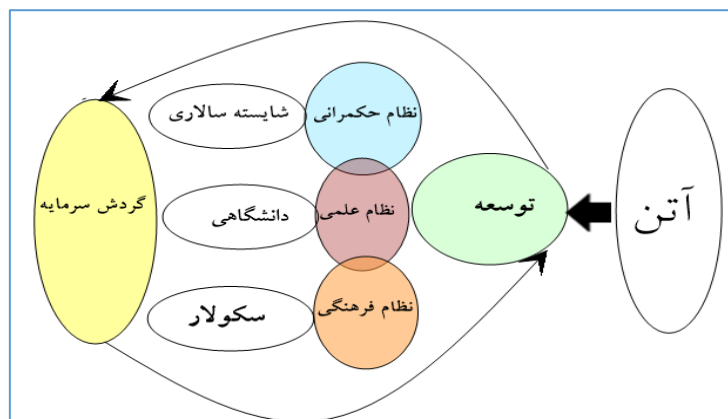 آتن
توسعه
نظام حکمرانی
شایسته سالاری
نظام علمی
دانشگاهی
نظام فرهنگی
سکولار
گردش سرمایه